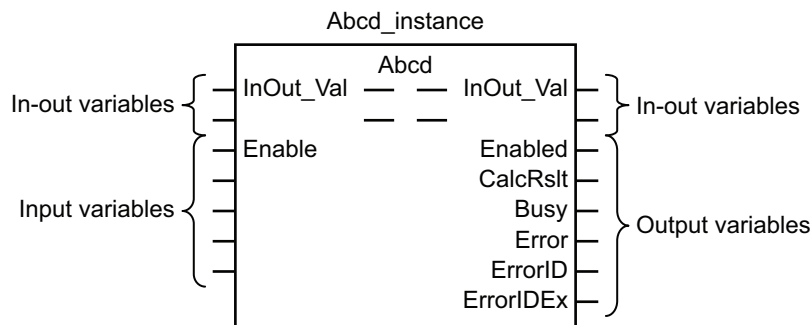 Abcd_instance
Abcd
In-out variables
InOut_Val
InOut_Val
In-out variables
Enable
Enabled
CalcRslt
Input variables
Busy
Output variables
Error
ErrorID
ErrorIDEx